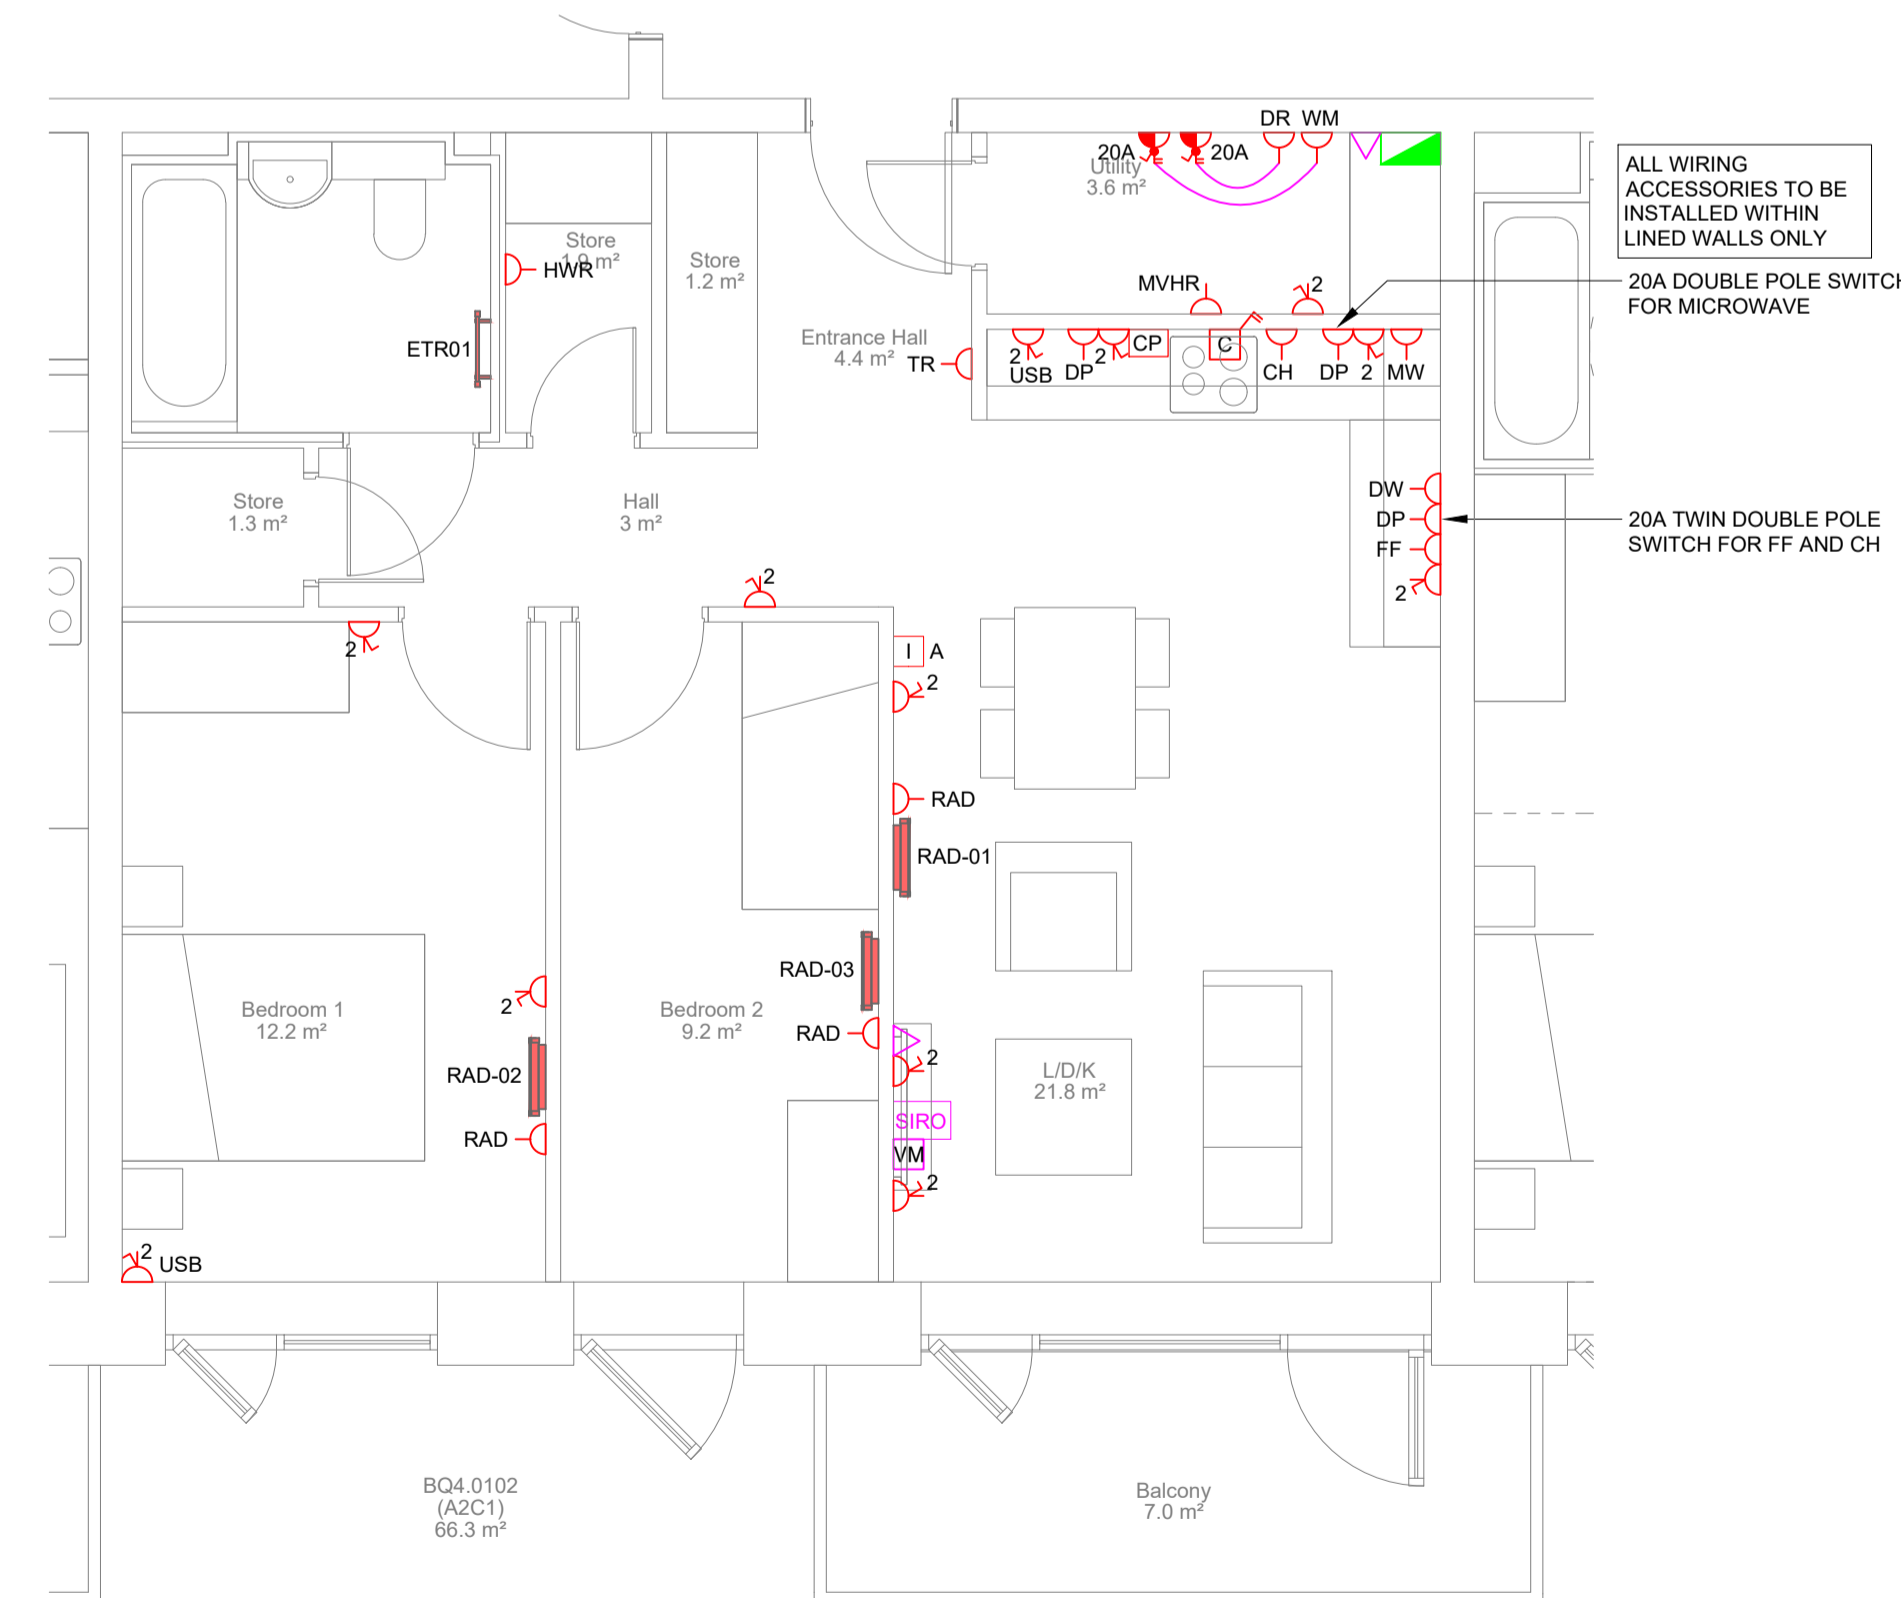 DR WM
20A
20A
Utility
3.6 m²
ALL WIRING
ACCESSORIES TO BE
INSTALLED WITHIN
LINED WALLS ONLY
Store
1.9 m²
HWR
Store
1.2 m²
MVHR
2
20A DOUBLE POLE SWITCH
FOR MICROWAVE
ETR01
Entrance Hall
4.4 m²
TR
2
USB
DP
2
CP
C
CH
DP
2
MW
Store
1.3 m²
Hall
3 m²
DW
DP
FF
2
20A TWIN DOUBLE POLE
SWITCH FOR FF AND CH
2
2
I
A
2
RAD
RAD-01
RAD-03
Bedroom 1
12.2 m²
2
Bedroom 2
9.2 m²
RAD
2
L/D/K
21.8 m²
RAD-02
SIRO
RAD
VM
2
2
USB
BQ4.0102
(A2C1)
66.3 m²
Balcony
7.0 m²